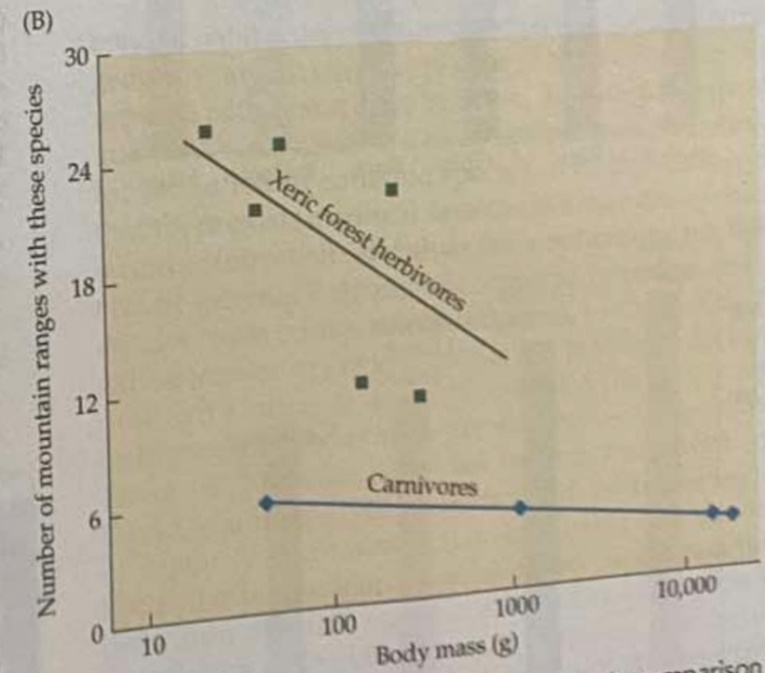 (B)
Number of mountain ranges with these species
30
24
18
12
6
0
Xeric forest herbivores
Carnivores
10
100
1000
10,000
Body mass (g)